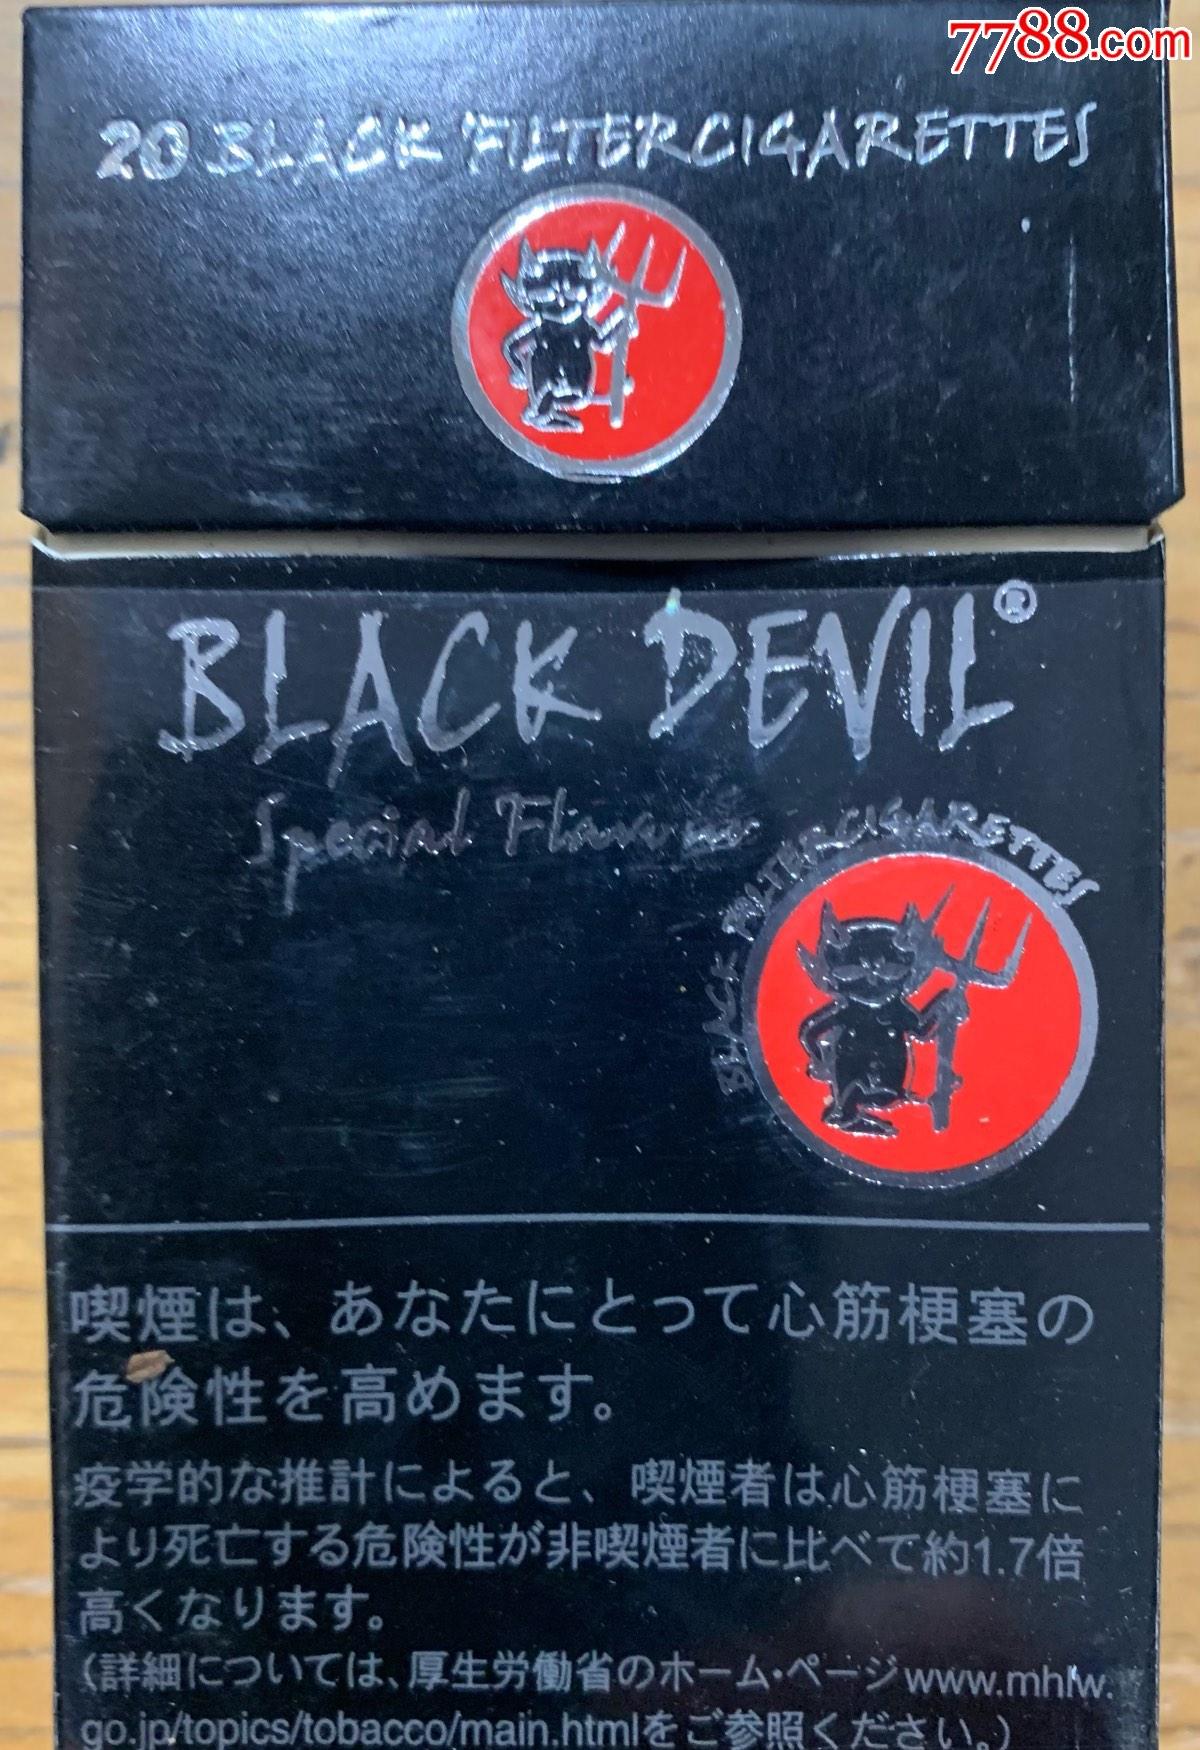 7788.com
20 BLACK FILTERCIGARETTES
BLACK DEVIL®
Special Flavour
BLACK FILTERCIGARETTES
喫煙は、あなたにとって心筋梗塞の
危険性を高めます。
疫学的な推計によると、喫煙者は心筋梗塞に
より死亡する危険性が非喫煙者に比べて約1.7倍
高くなります。
(詳細については、厚生労働省のホーム・ページwww.mhlw.
go.jp/topics/tobacco/main.htmlをご参照ください。)